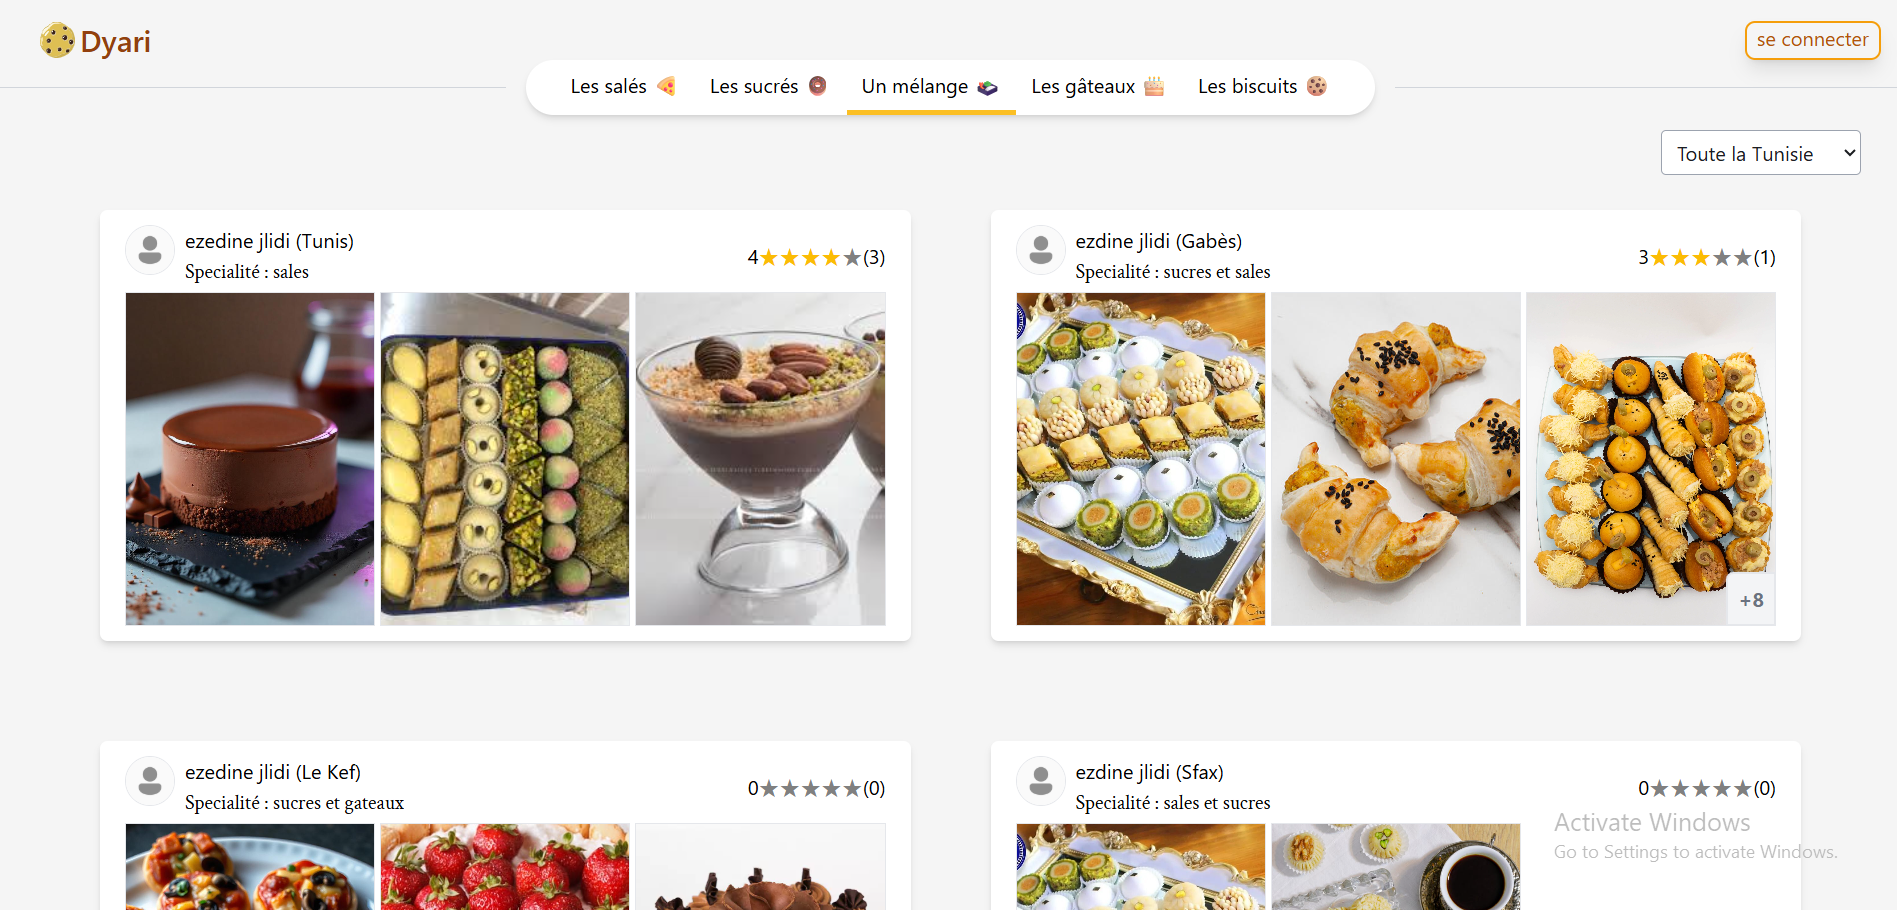 Dyari
se connecter
Les salés
Les sucrés
Un mélange
Les gâteaux
Les biscuits
Toute la Tunisie
ezedine jlidi (Tunis)
Specialité : sales
4★★★★★(3)
ezdine jlidi (Gabès)
Specialité : sucres et sales
3★★★★★(1)
+8
ezedine jlidi (Le Kef)
Specialité : sucres et gateaux
0★★★★★(0)
ezdine jlidi (Sfax)
Specialité : sales et sucres
0★★★★★(0)
Activate Windows
Go to Settings to activate Windows.